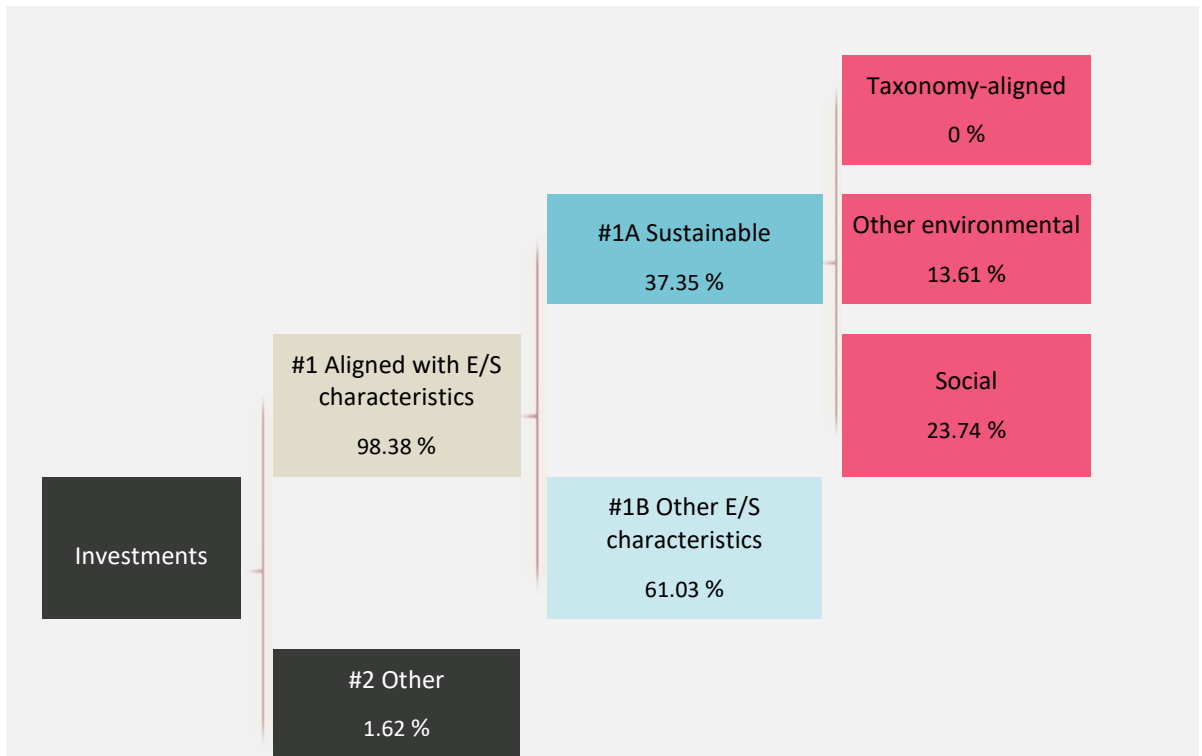 Taxonomy-aligned
0 %
#1A Sustainable
37.35 %
Other environmental
13.61 %
#1 Aligned with E/S
characteristics
98.38 %
Social
23.74 %
Investments
#1B Other E/S
characteristics
61.03 %
#2 Other
1.62 %